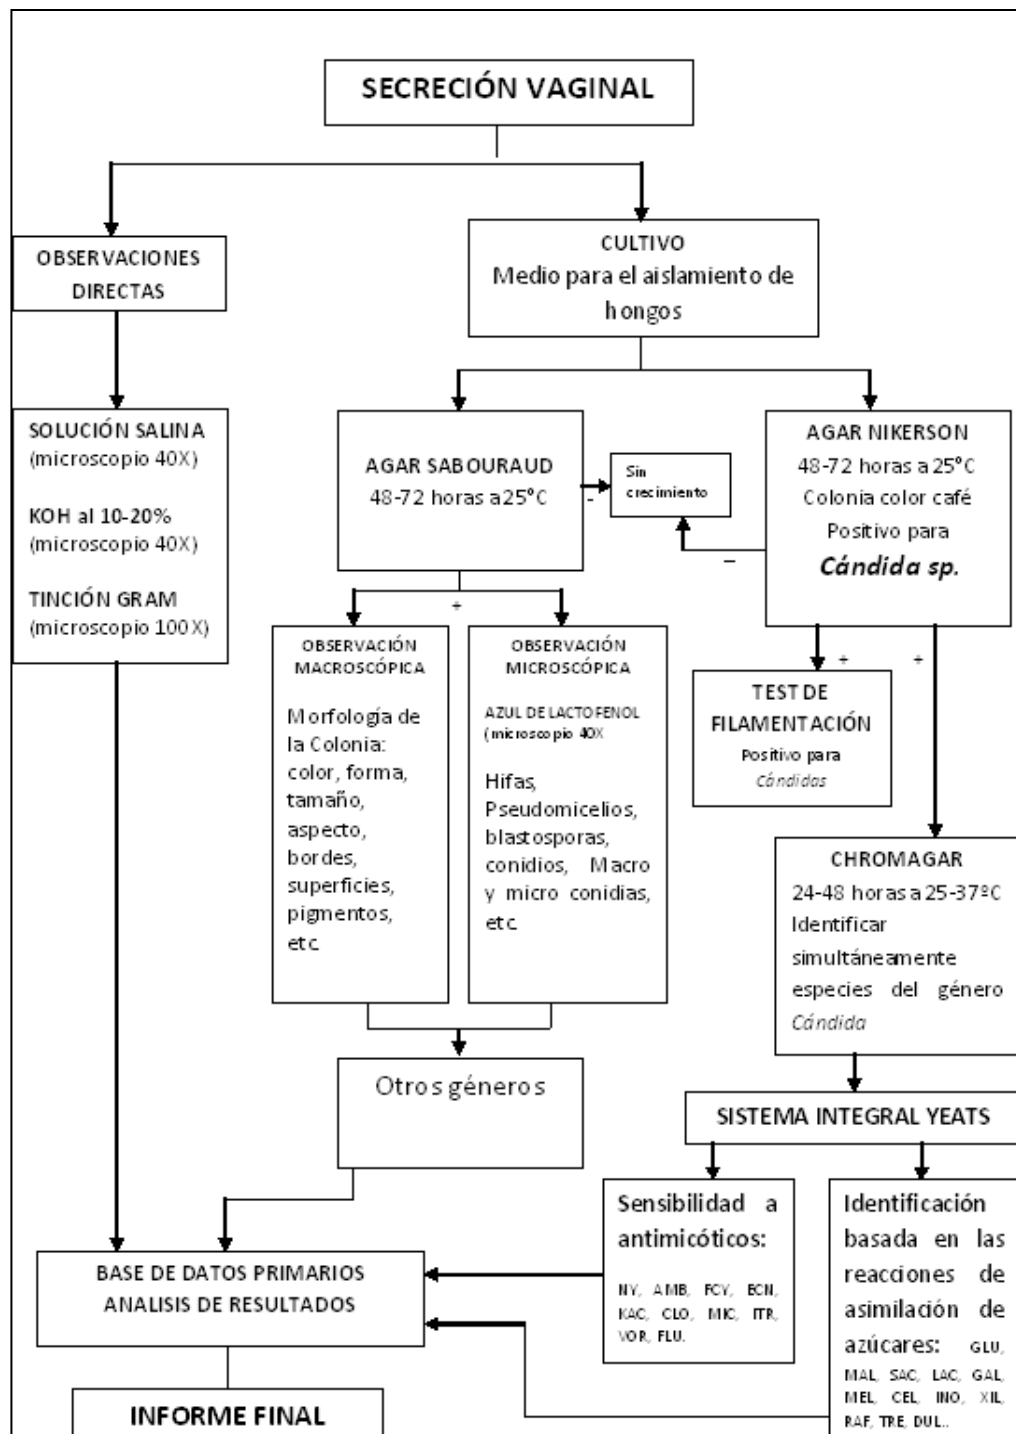 SECRECIÓN VAGINAL
OBSERVACIONES
DIRECTAS
CULTIVO
Medio para el aislamiento de
hongos
SOLUCIÓN SALINA
(microscopio 40X)
KOH al 10-20%
(microscopio 40X)
TINCIÓN GRAM
(microscopio 100X)
AGAR SABOURAUD
48-72 horas a 25°C
-
Sin
crecimiento
AGAR NIKERSON
48-72 horas a 25°C
Colonia color café
Positivo para
Cándida sp.
–
+
OBSERVACIÓN
MACROSCÓPICA
Morfología de
la Colonia:
color, forma,
tamaño,
aspecto,
bordes,
superficies,
pigmentos,
etc.
OBSERVACIÓN
MICROSCÓPICA
AZUL DE LACTOFENOL
(microscopio 40X
Hifas,
Pseudomicelios,
blastosporas,
conidios, Macro
y micro conidias,
etc.
+ +
TEST DE
FILAMENTACIÓN
Positivo para
Cándidas
CHROMAGAR
24-48 horas a 25-37ºC
Identificar
simultáneamente
especies del género
Cándida
Otros géneros
SISTEMA INTEGRAL YEATS
Sensibilidad a
antimicóticos:
NY, AMB, FCY, ECN,
KAC, CLO, MIC, ITR,
VOR, FLU.
Identificación
basada en las
reacciones de
asimilación de
azúcares: GLU,
MAL, SAC, LAC, GAL,
MEL, CEL, INO, XIL,
RAF, TRE, DUL..
BASE DE DATOS PRIMARIOS
ANALISIS DE RESULTADOS
INFORME FINAL